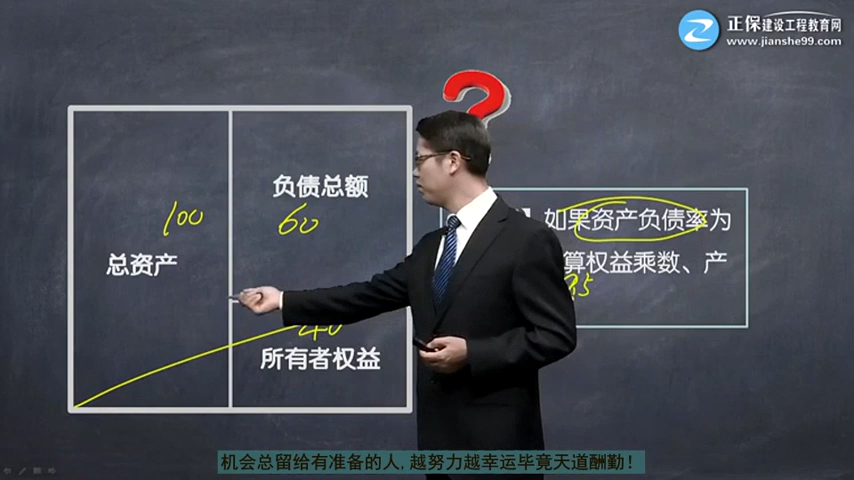 正保建设工程教育网
www.jianshe99.com
负债总额
100
60
总资产
40
所有者权益
】如果资产负债率为
算权益乘数、产
机会总留给有准备的人,越努力越幸运毕竟天道酬勤!